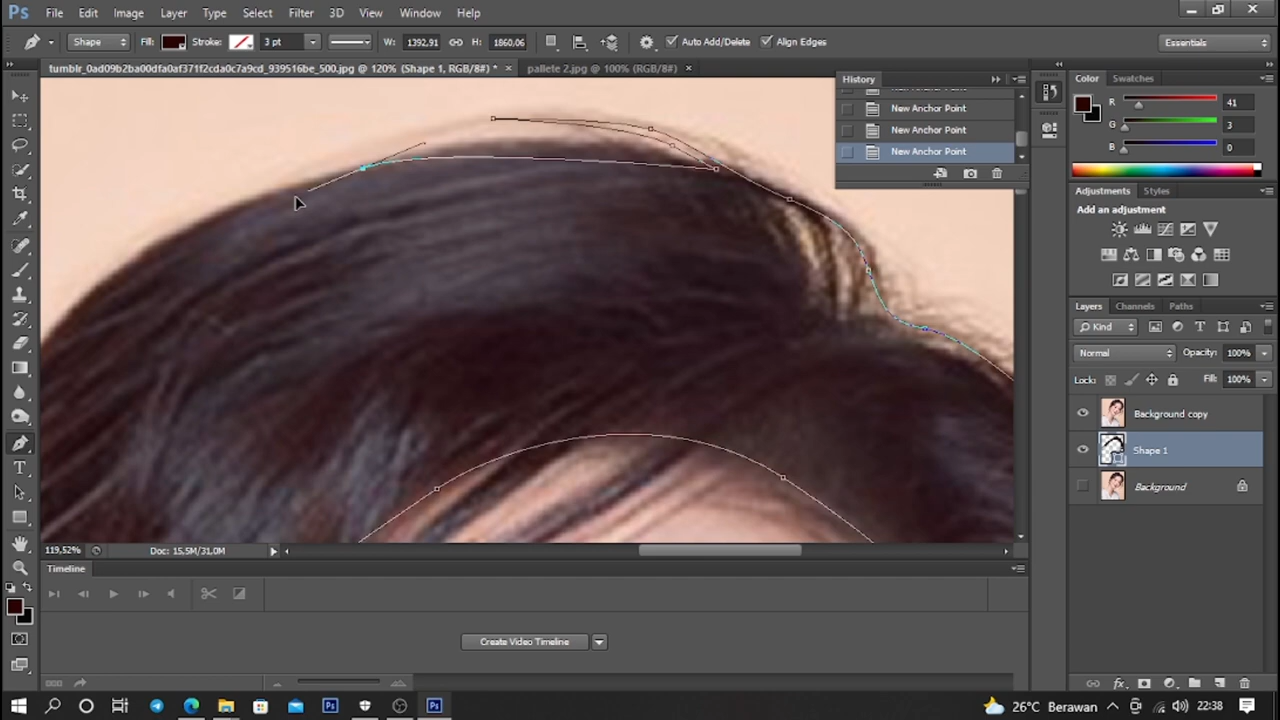 Ps File Edit Image Layer Type Select Filter 3D View Window Help
Shape Fill: Stroke: 3 pt W: 1392,91 H: 1860,06 Auto Add/Delete Align Edges Essentials
tumblr_0ad09b2ba00dfa0af371f2cda0c7a9cd_939516be_500.jpg @ 120% (Shape 1, RGB/8#) * × pallete 2.jpg @ 100% (RGB/8#) ×
History
New Anchor Point
New Anchor Point
New Anchor Point
Color Swatches
R 41
G 3
B 0
Adjustments Styles
Add an adjustment
Layers Channels Paths
Kind
Normal Opacity: 100%
Lock: Fill: 100%
Background copy
Shape 1
Background
119,52% Doc: 15,5M/31,0M
Timeline
Create Video Timeline
26°C Berawan 22:38